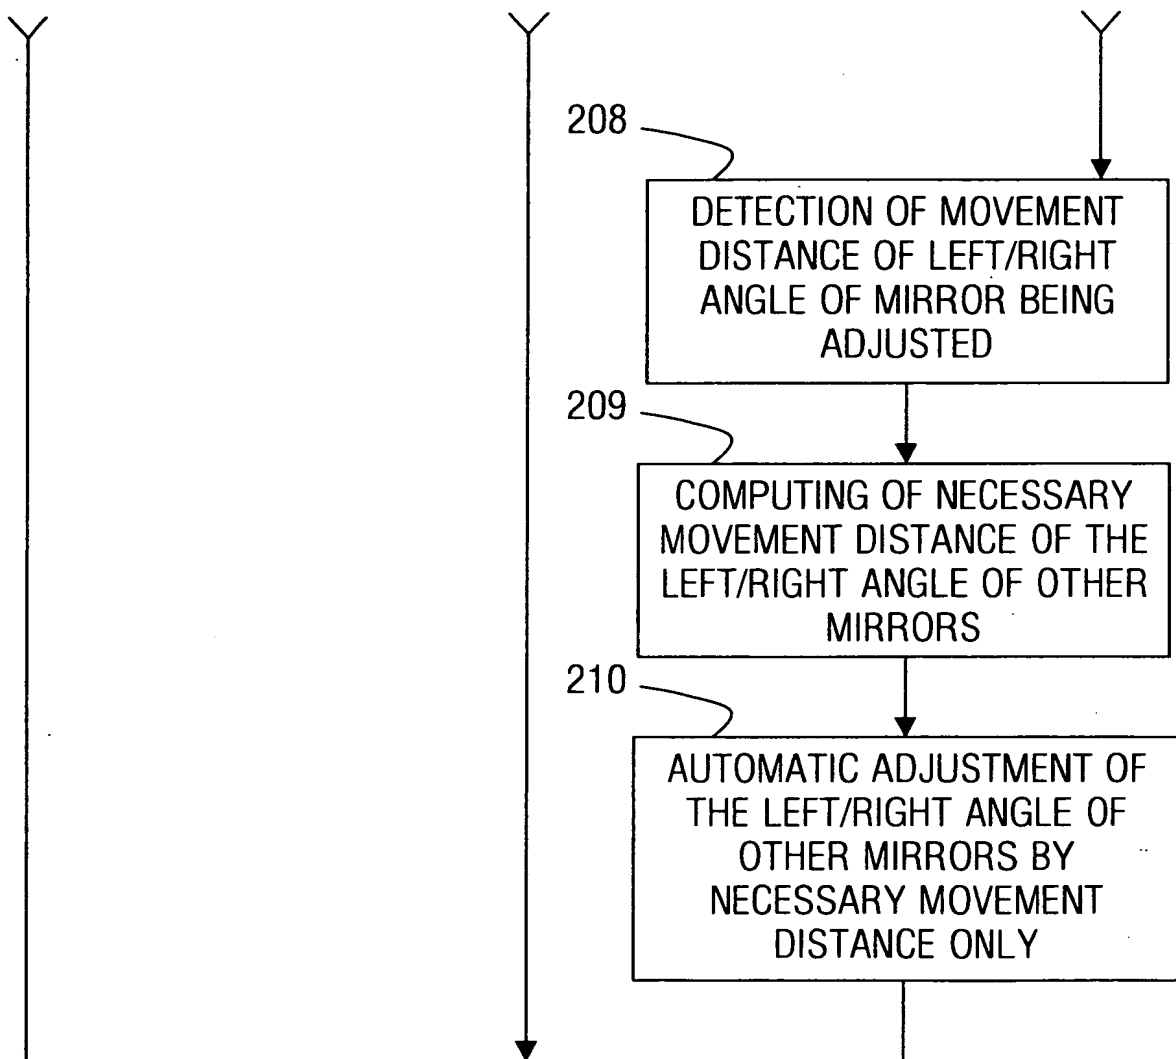 208
DETECTION OF MOVEMENT
DISTANCE OF LEFT/RIGHT
ANGLE OF MIRROR BEING
ADJUSTED
209
COMPUTING OF NECESSARY
MOVEMENT DISTANCE OF THE
LEFT/RIGHT ANGLE OF OTHER
MIRRORS
210
AUTOMATIC ADJUSTMENT OF
THE LEFT/RIGHT ANGLE OF
OTHER MIRRORS BY
NECESSARY MOVEMENT
DISTANCE ONLY